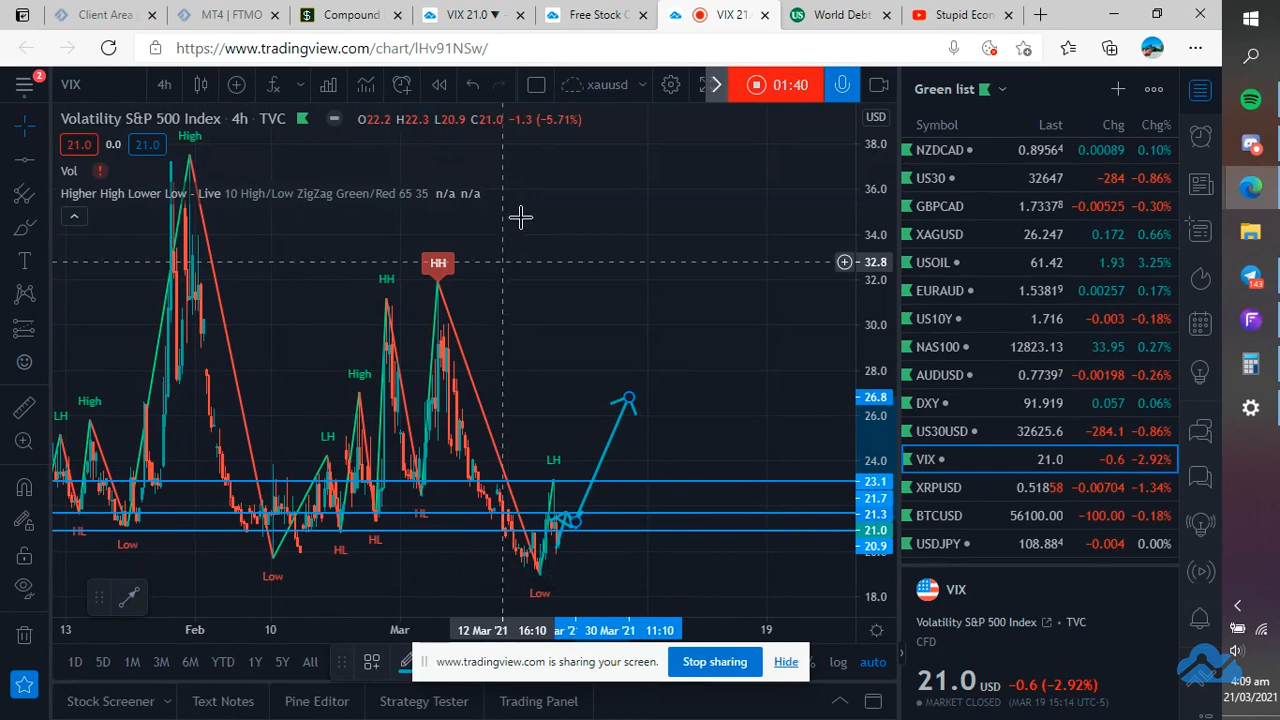 Client Area
MT4 | FTMO
Compound
VIX 21.0 ▼
Free Stock C
VIX 21.
World Debt
Stupid Eco
https://www.tradingview.com/chart/lHv91NSw/
2
VIX
4h
xauusd
01:40
Green list
Volatility S&P 500 Index · 4h · TVC
O22.2 H22.3 L20.9 C21.0 −1.3 (−5.71%)
USD
Symbol Last Chg Chg%
21.0 0.0 21.0
Vol
Higher High Lower Low - Live 10 High/Low ZigZag Green/Red 65 35 n/a n/a
NZDCAD 0.89564 0.00089 0.10%
US30 32647 −284 −0.86%
GBPCAD 1.73378 −0.00525 −0.30%
XAGUSD 26.247 0.172 0.66%
USOIL 61.42 1.93 3.25%
EURAUD 1.53819 0.00257 0.17%
US10Y 1.716 −0.003 −0.18%
NAS100 12823.13 33.95 0.27%
AUDUSD 0.77397 −0.00198 −0.26%
DXY 91.919 0.057 0.06%
US30USD 32625.6 −284.1 −0.86%
VIX 21.0 −0.6 −2.92%
XRPUSD 0.51858 −0.00704 −1.34%
BTCUSD 56100.00 −100.00 −0.18%
USDJPY 108.884 −0.004 0.00%
High
HH
HH
High
High
LH
LH
LH
HL
Low
Low
HL
HL
HL
Low
38.0
36.0
34.0
32.8
32.0
30.0
28.0
26.8
26.0
24.0
23.1
21.7
21.3
21.0
20.9
18.0
13 Feb 10 Mar 12 Mar '21 16:10 30 Mar '21 11:10 19
1D 5D 1M 3M 6M YTD 1Y 5Y All
% log auto
www.tradingview.com is sharing your screen.
Stop sharing
Hide
Stock Screener
Text Notes
Pine Editor
Strategy Tester
Trading Panel
VIX
Volatility S&P 500 Index TVC
CFD
21.0 USD −0.6 (−2.92%)
MARKET CLOSED (MAR 19 15:14 UTC-5)
143
4:09 am
21/03/2021